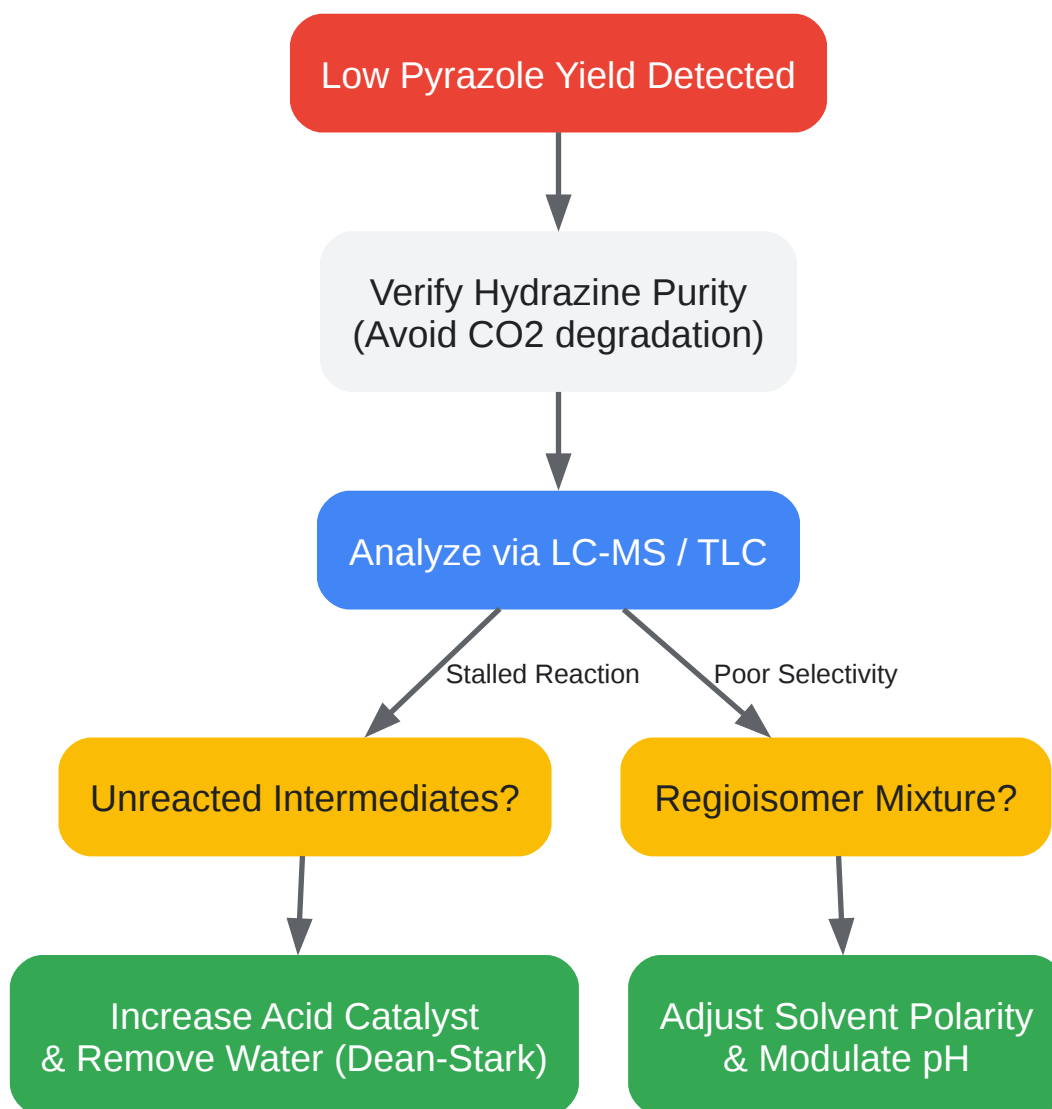 Low Pyrazole Yield Detected
Verify Hydrazine Purity
(Avoid CO2 degradation)
Analyze via LC-MS / TLC
Stalled Reaction
Poor Selectivity
Unreacted Intermediates?
Regioisomer Mixture?
Increase Acid Catalyst
& Remove Water (Dean-Stark)
Adjust Solvent Polarity
& Modulate pH